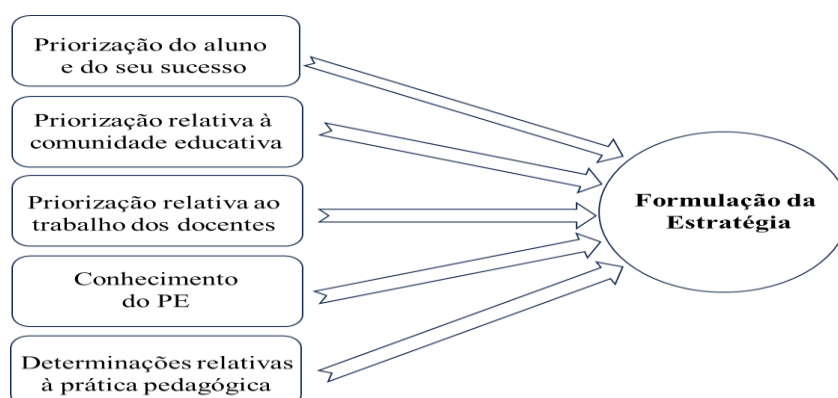 Priorização do aluno
e do seu sucesso
Priorização relativa à
comunidade educativa
Priorização relativa ao
trabalho dos docentes
Conhecimento
do PE
Determinações relativas
à prática pedagógica
Formulação da
Estratégia